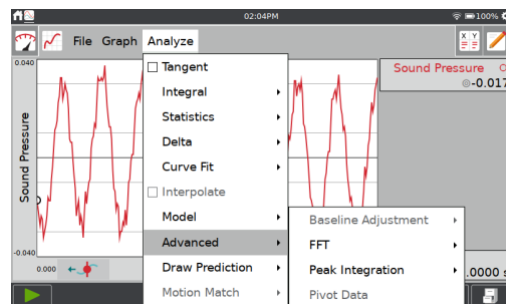 02:04PM
100%
File Graph Analyze
X Y
0.040
Sound Pressure
-0.040
0.000
Tangent
Integral
Statistics
Delta
Curve Fit
Interpolate
Model
Advanced
Draw Prediction
Motion Match
Baseline Adjustment
FFT
Peak Integration
Pivot Data
Sound Pressure
-0.017
.0000 s